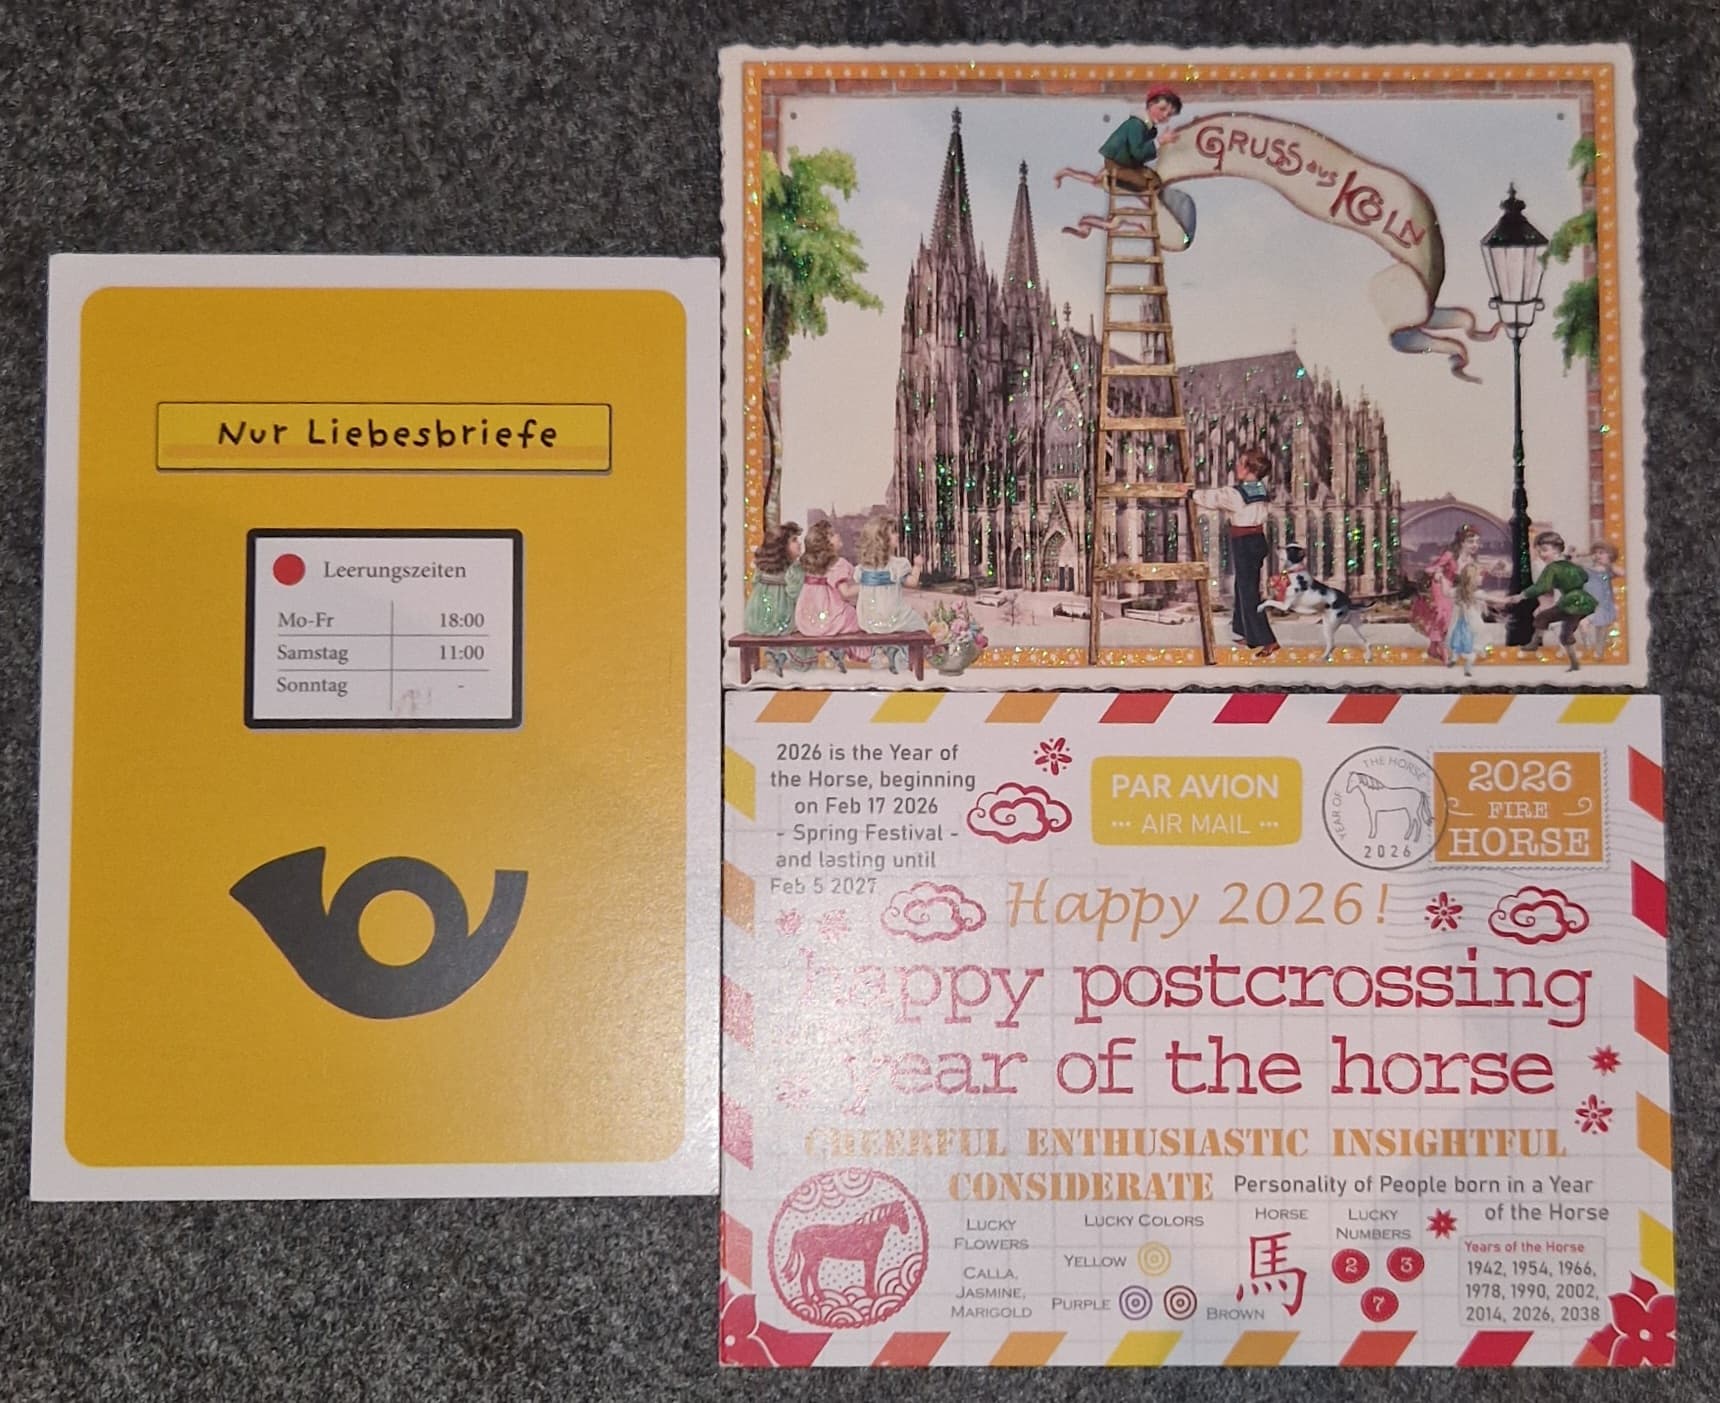 Nur Liebesbriefe
Leerungszeiten
Mo-Fr 18:00
Samstag 11:00
Sonntag -
GRUSS aus KÖLN
2026 is the Year of
the Horse, beginning
on Feb 17 2026
- Spring Festival -
and lasting until
Feb 5 2027
PAR AVION
··· AIR MAIL ···
YEAR OF THE HORSE
2026
2026
FIRE
HORSE
Happy 2026!
happy postcrossing
year of the horse
CHEERFUL ENTHUSIASTIC INSIGHTFUL
CONSIDERATE
Personality of People born in a Year
of the Horse
LUCKY
FLOWERS
CALLA,
JASMINE,
MARIGOLD
LUCKY COLORS
YELLOW
PURPLE
BROWN
HORSE
馬
LUCKY
NUMBERS
2 3
7
Years of the Horse
1942, 1954, 1966,
1978, 1990, 2002,
2014, 2026, 2038